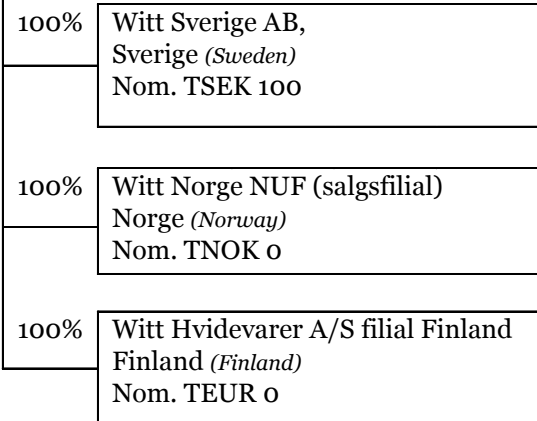 100% Witt Sverige AB,
Sverige (Sweden)
Nom. TSEK 100
100% Witt Norge NUF (salgsfilial)
Norge (Norway)
Nom. TNOK 0
100% Witt Hvidevarer A/S filial Finland
Finland (Finland)
Nom. TEUR 0